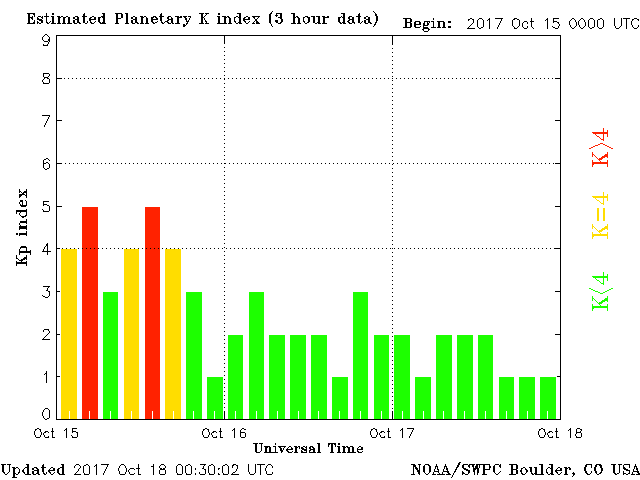 Estimated Planetary K index (3 hour data)
Begin: 2017 Oct 15 0000 UTC
9
8
7
6
5
4
3
2
1
0
Kp index
K>4
K=4
K<4
Oct 15
Oct 16
Oct 17
Oct 18
Universal Time
Updated 2017 Oct 18 00:30:02 UTC
NOAA/SWPC Boulder, CO USA